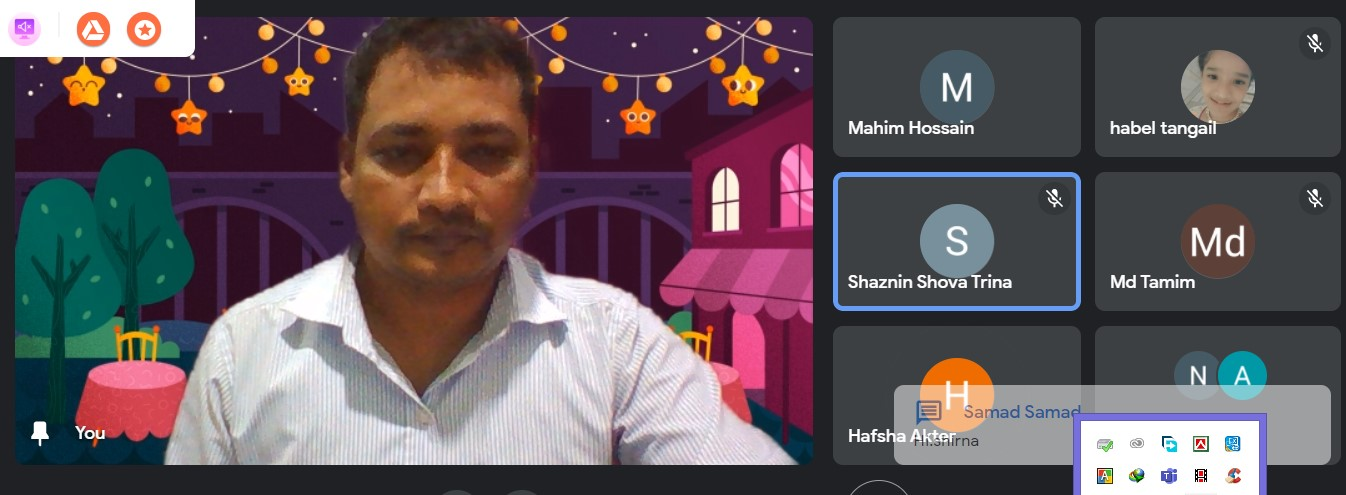 M
Mahim Hossain
habel tangail
S
Shaznin Shova Trina
Md
Md Tamim
H
Hafsha Akter
N A
Samad Samad
You